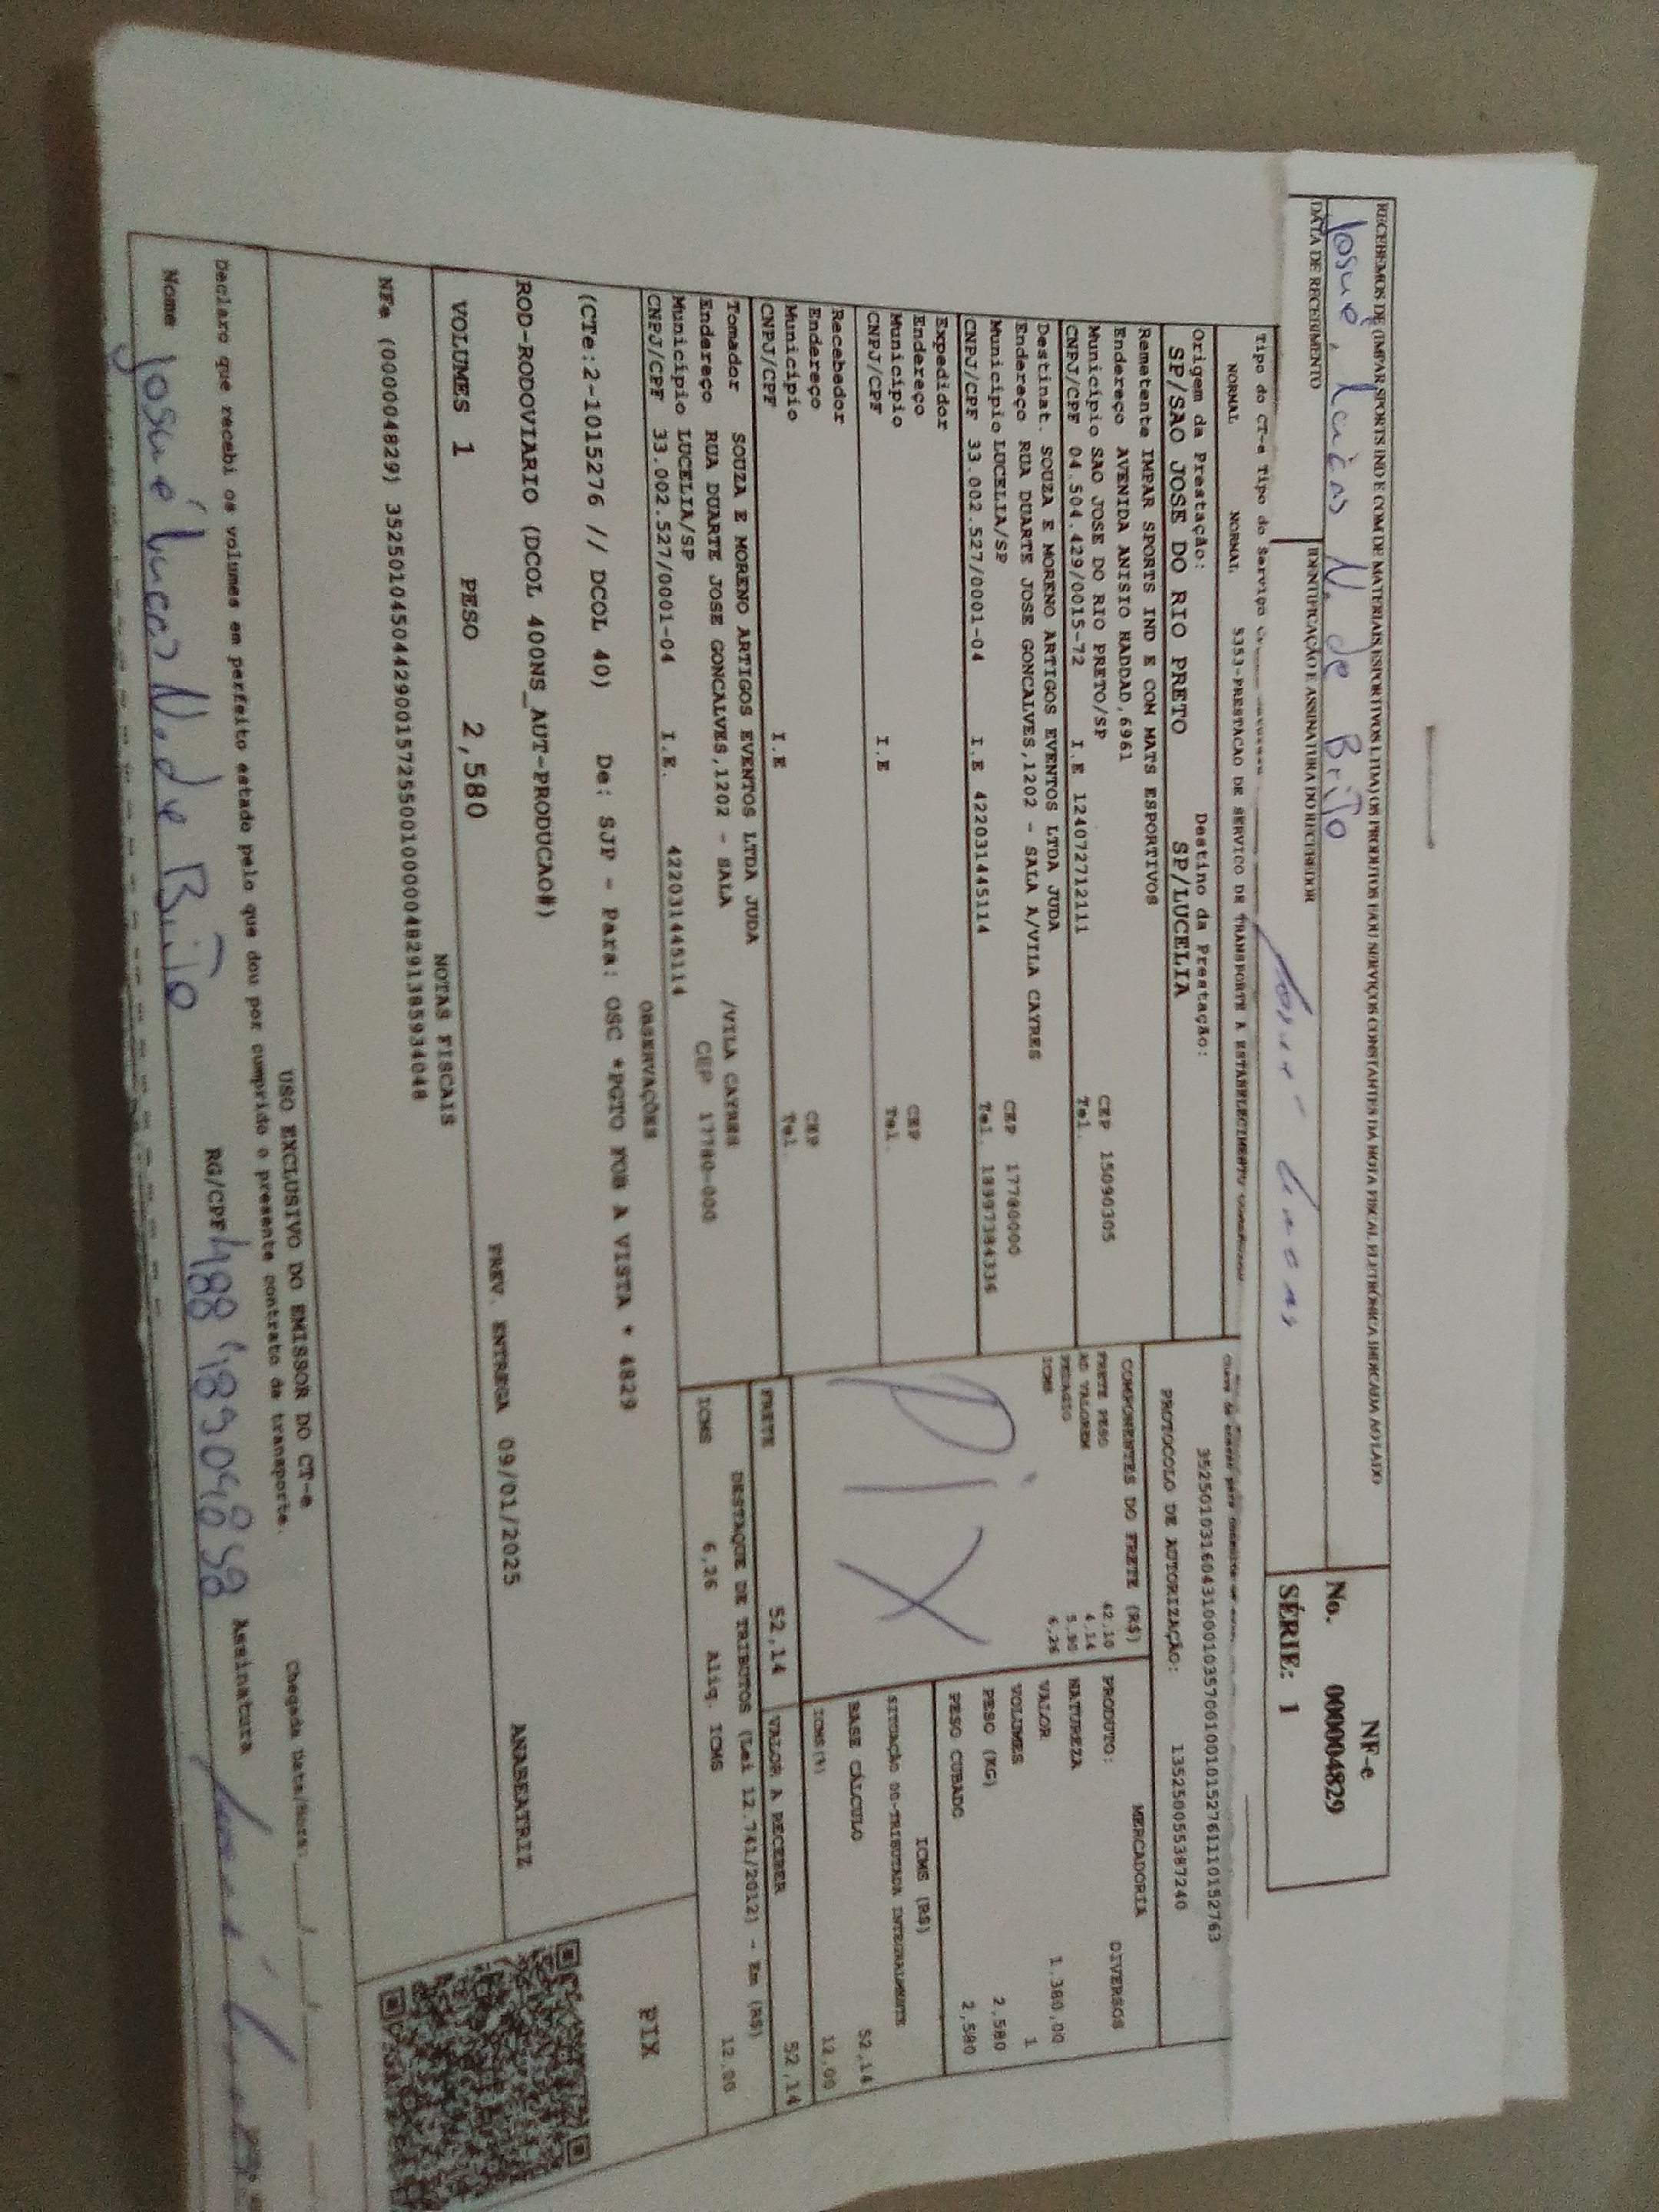 RECEBEMOS DE (IMPAR SPORTS IND E COM DE MATERIAIS ESPORTIVOS LTDA) OS PRODUTOS E/OU SERVIÇOS CONSTANTES DA NOTA FISCAL ELETRÔNICA INDICADA AO LADO
Josué Lucas N. de Brito
DATA DE RECEBIMENTO
IDENTIFICAÇÃO E ASSINATURA DO RECEBEDOR
Josué Lucas
NF-e
No. 000004829
SÉRIE: 1
Tipo do CT-e Tipo do Serviço
NORMAL NORMAL 5353-PRESTACAO DE SERVICO DE TRANSPORTE A ESTABELECIMENTO
Origem da Prestação: Destino da Prestação:
SP/SAO JOSE DO RIO PRETO SP/LUCELIA
35250103160431000103570010010152761110152763
PROTOCOLO DE AUTORIZAÇÃO: 135250055387240
Remetente IMPAR SPORTS IND E COM MATS ESPORTIVOS
Endereço AVENIDA ANISIO HADDAD,6961
Município SAO JOSE DO RIO PRETO/SP CEP 15090305
CNPJ/CPF 04.504.429/0015-72 I.E 124072712111 Tel.
Destinat. SOUZA E MORENO ARTIGOS EVENTOS LTDA JUDA
Endereço RUA DUARTE JOSE GONCALVES,1202 - SALA A/VILA CAYRES
Município LUCELIA/SP CEP 17780000
CNPJ/CPF 33.002.527/0001-04 I.E 422031445114 Tel. 18997384336
Expedidor
Endereço CEP
Município Tel.
CNPJ/CPF I.E
Recebedor
Endereço CEP
Município Tel.
CNPJ/CPF I.E
Tomador SOUZA E MORENO ARTIGOS EVENTOS LTDA JUDA
Endereço RUA DUARTE JOSE GONCALVES,1202 - SALA /VILA CAYRES
Município LUCELIA/SP CEP 17780-000
CNPJ/CPF 33.002.527/0001-04 I.E. 422031445114
COMPONENTES DO FRETE (R$)
FRETE PESO 42,10
AD VALOREM 4,14
PEDAGIO 5,90
ICMS 6,26
PIX
MERCADORIA
PRODUTO: DIVERSOS
NATUREZA
VALOR 1.380,00
VOLUMES 1
PESO (KG) 2,580
PESO CUBADO 2,580
ICMS (R$)
SITUAÇÃO 00-TRIBUTADA INTEGRALMENTE
BASE CÁLCULO 52,14
ICMS(%) 12,00
FRETE 52,14 VALOR A RECEBER 52,14
DESTAQUE DE TRIBUTOS (Lei 12.741/2012) - Em (R$)
ICMS 6,26 Aliq. ICMS 12,00
OBSERVAÇÕES
(CTe:2-1015276 // DCOL 40) De: SJP - Para: OSC *PGTO FOB A VISTA * 4829
ROD-RODOVIARIO (DCOL 400NS_AUT-PRODUCAO#)
PIX
VOLUMES 1 PESO 2,580 PREV. ENTREGA 09/01/2025 ANABEATRIZ
NOTAS FISCAIS
NFe (000004829) 35250104504429001572550010000048291385934048
USO EXCLUSIVO DO EMISSOR DO CT-e
Declaro que recebi os volumes em perfeito estado pelo que dou por cumprido o presente contrato de transporte.
Chegada Data/Hora: / /
Nome Josué Lucas N. de Brito RG/CPF Assinatura Josué Lucas